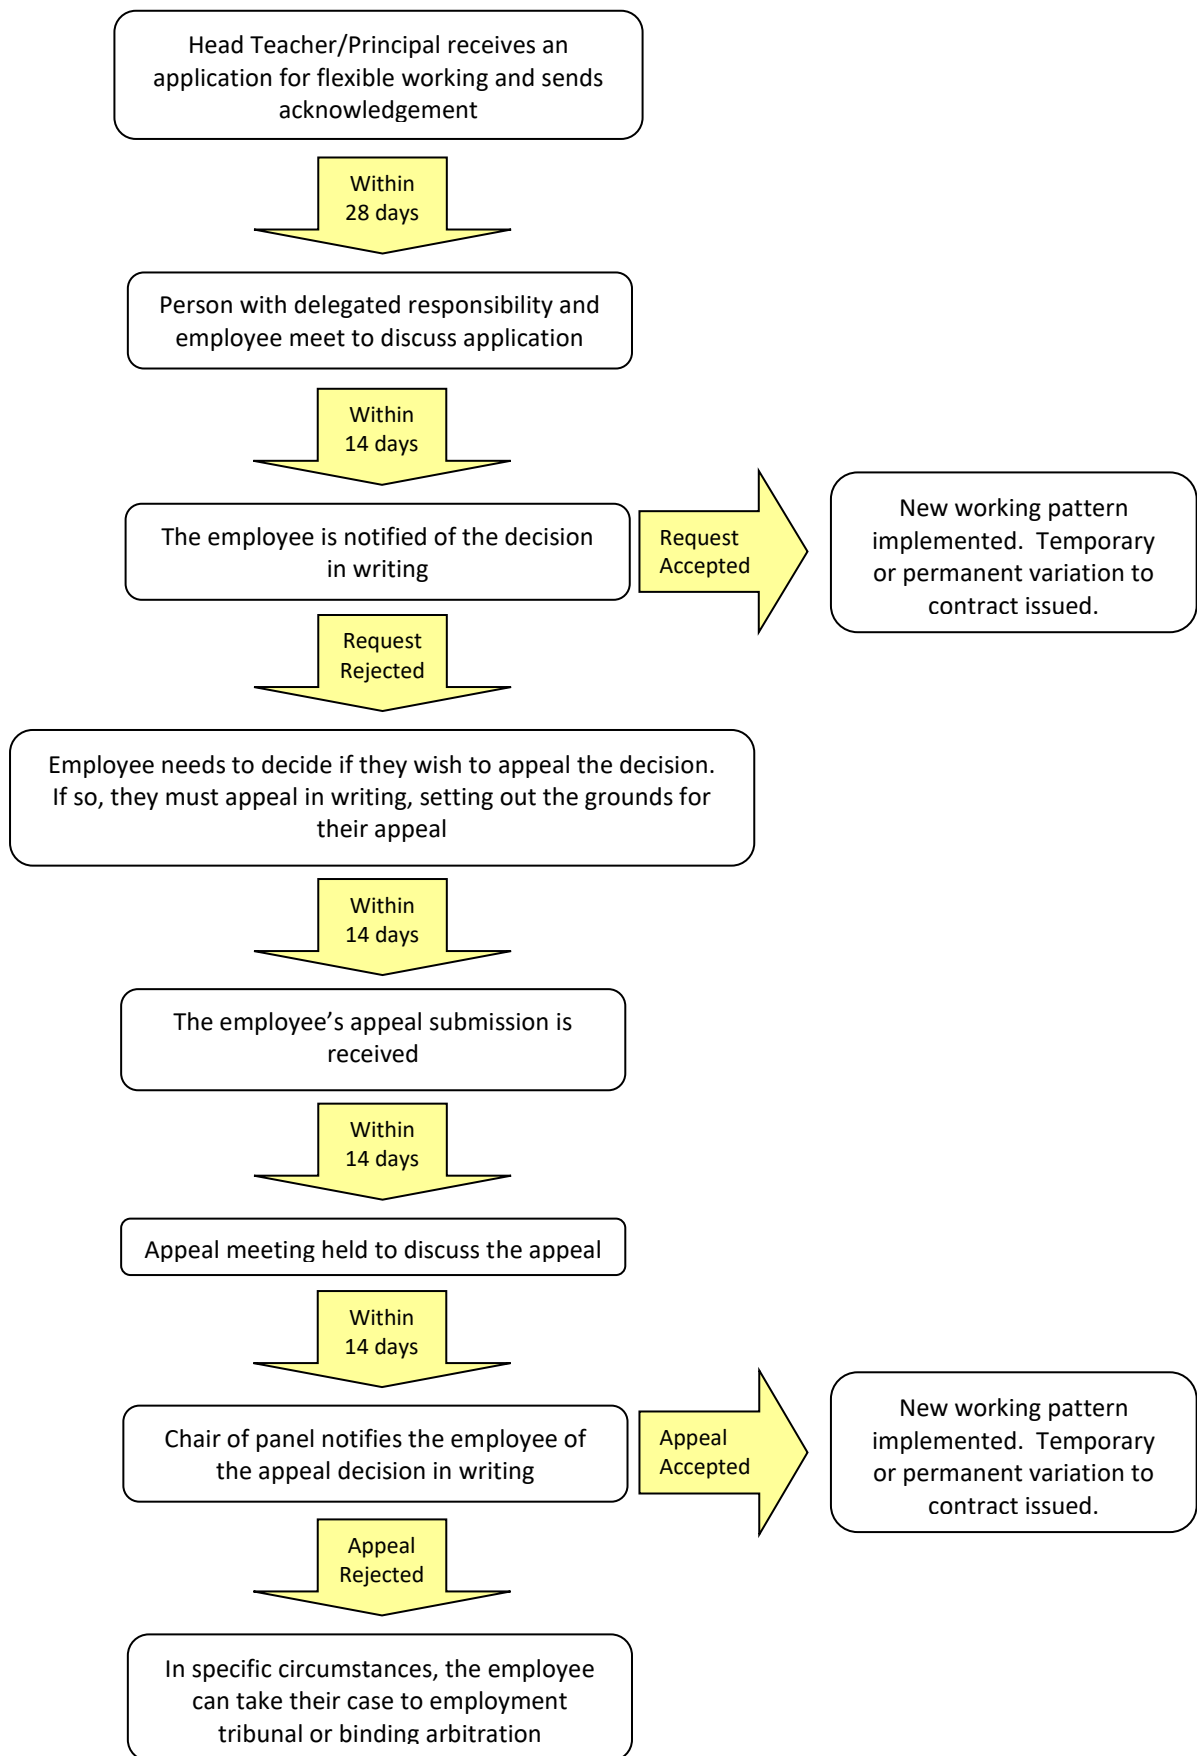 Head Teacher/Principal receives an
application for flexible working and sends
acknowledgement
Within
28 days
Person with delegated responsibility and
employee meet to discuss application
Within
14 days
The employee is notified of the decision
in writing
Request
Accepted
New working pattern
implemented.  Temporary
or permanent variation to
contract issued.
Request
Rejected
Employee needs to decide if they wish to appeal the decision.
If so, they must appeal in writing, setting out the grounds for
their appeal
Within
14 days
The employee’s appeal submission is
received
Within
14 days
Appeal meeting held to discuss the appeal
Within
14 days
Chair of panel notifies the employee of
the appeal decision in writing
Appeal
Accepted
New working pattern
implemented.  Temporary
or permanent variation to
contract issued.
Appeal
Rejected
In specific circumstances, the employee
can take their case to employment
tribunal or binding arbitration